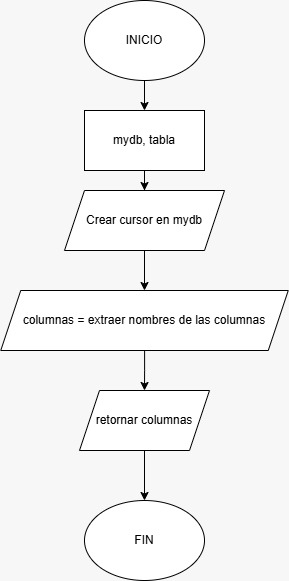 INICIO
mydb, tabla
Crear cursor en mydb
columnas = extraer nombres de las columnas
retornar columnas
FIN